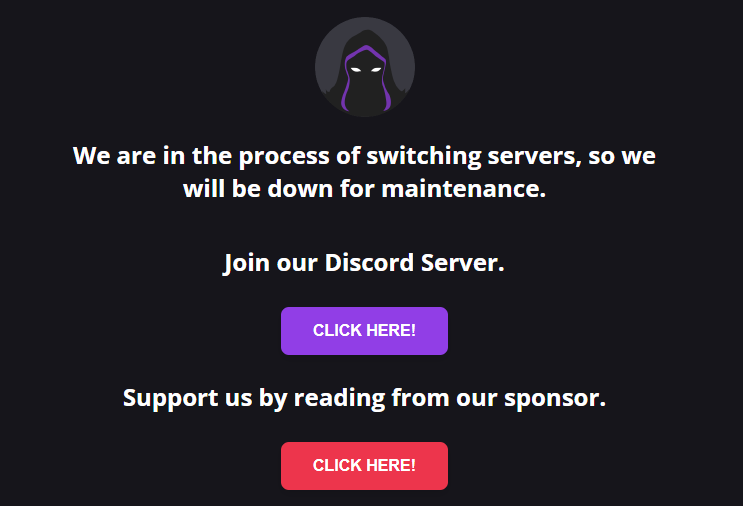 We are in the process of switching servers, so we
will be down for maintenance.
Join our Discord Server.
CLICK HERE!
Support us by reading from our sponsor.
CLICK HERE!